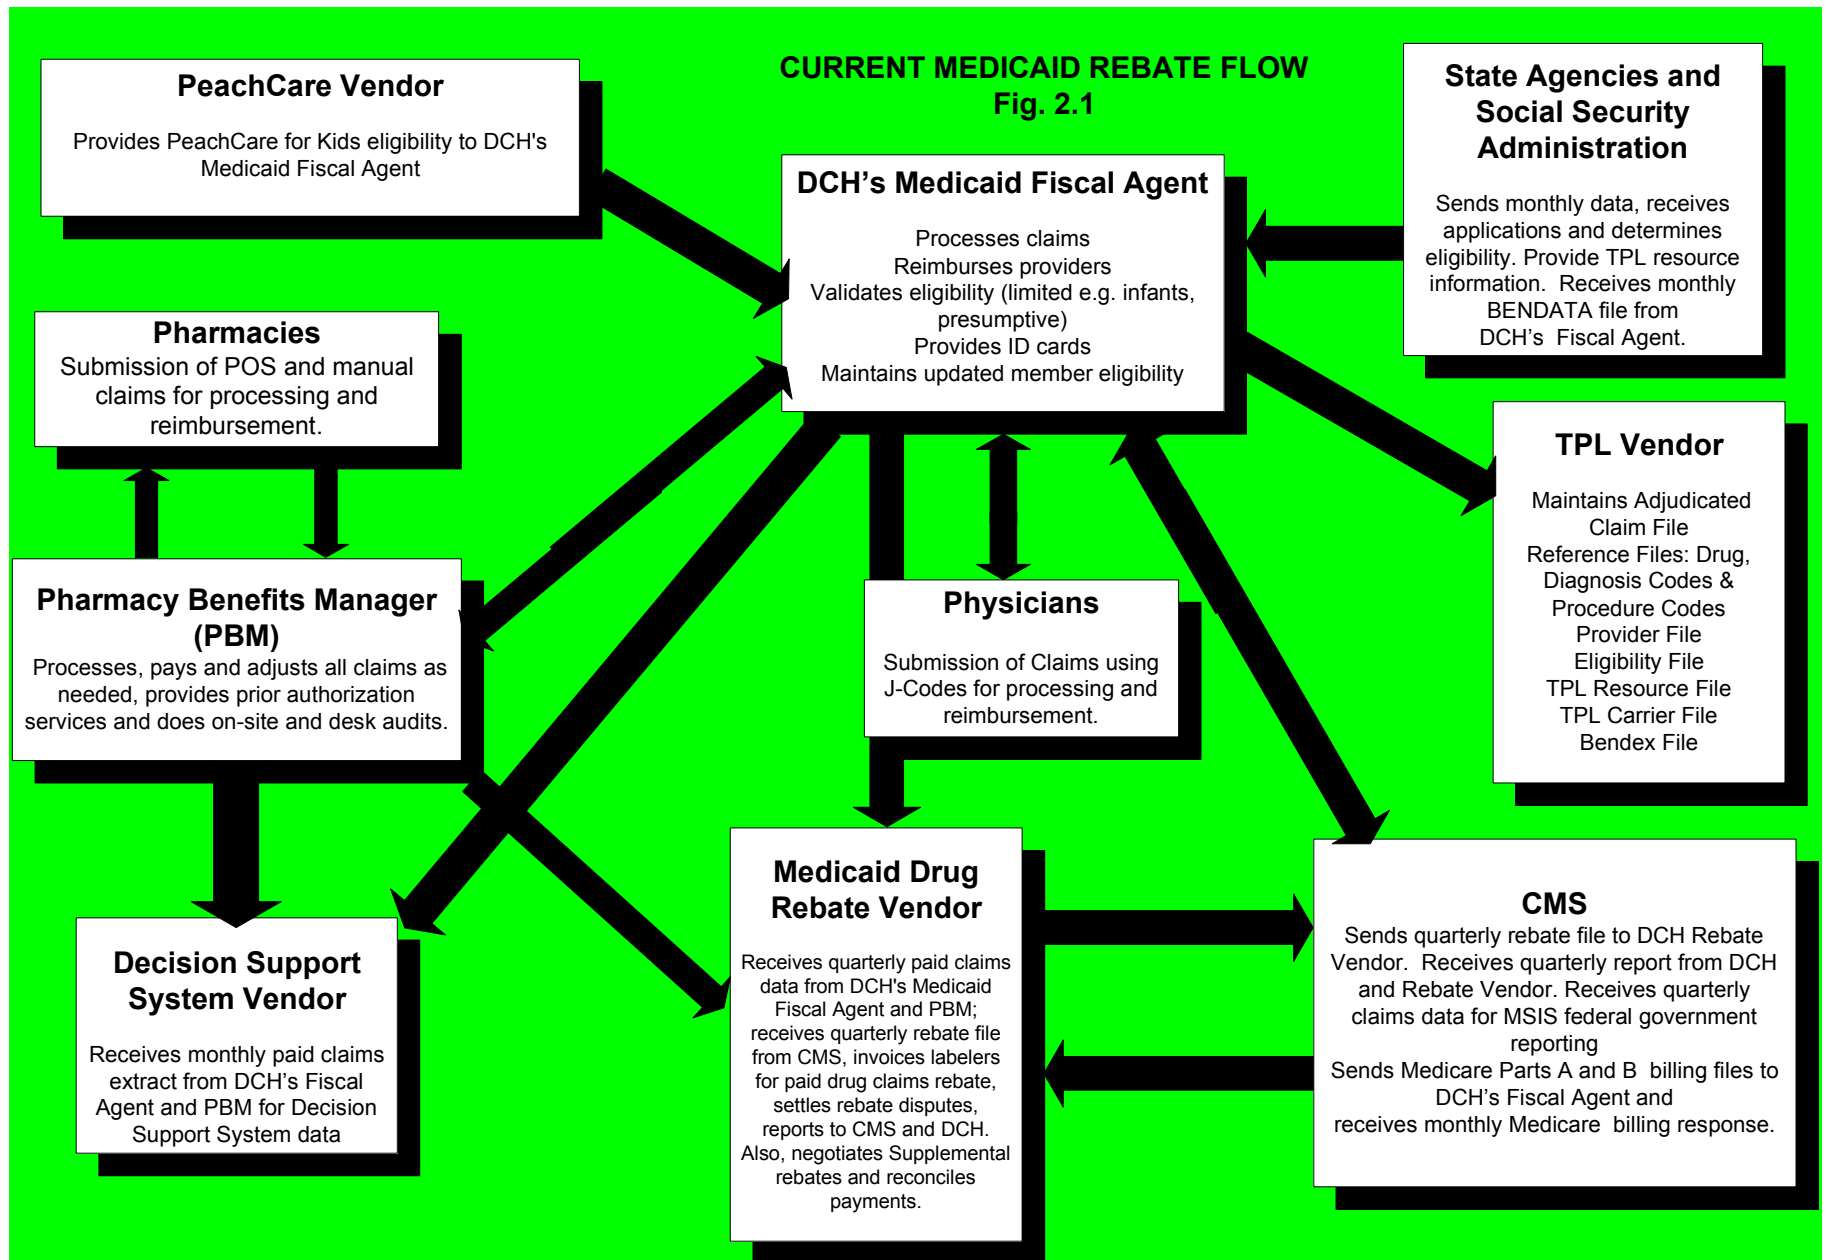 CURRENT MEDICAID REBATE FLOW
Fig. 2.1
PeachCare Vendor
Provides PeachCare for Kids eligibility to DCH's
Medicaid Fiscal Agent
DCH’s Medicaid Fiscal Agent
Processes claims
Reimburses providers
Validates eligibility (limited e.g. infants,
presumptive)
Provides ID cards
Maintains updated member eligibility
State Agencies and
Social Security
Administration
Sends monthly data, receives
applications and determines
eligibility. Provide TPL resource
information.  Receives monthly
BENDATA file from
DCH’s  Fiscal Agent.
Pharmacies
Submission of POS and manual
claims for processing and
reimbursement.
TPL Vendor
Maintains Adjudicated
Claim File
Reference Files: Drug,
Diagnosis Codes &
Procedure Codes
Provider File
Eligibility File
TPL Resource File
TPL Carrier File
Bendex File
Pharmacy Benefits Manager
(PBM)
Processes, pays and adjusts all claims as
needed, provides prior authorization
services and does on-site and desk audits.
Physicians
Submission of Claims using
J-Codes for processing and
reimbursement.
Decision Support
System Vendor
Receives monthly paid claims
extract from DCH’s Fiscal
Agent and PBM for Decision
Support System data
Medicaid Drug
Rebate Vendor
Receives quarterly paid claims
data from DCH's Medicaid
Fiscal Agent and PBM;
receives quarterly rebate file
from CMS, invoices labelers
for paid drug claims rebate,
settles rebate disputes,
reports to CMS and DCH.
Also, negotiates Supplemental
rebates and reconciles
payments.
CMS
Sends quarterly rebate file to DCH Rebate
Vendor.  Receives quarterly report from DCH
and Rebate Vendor. Receives quarterly
claims data for MSIS federal government
reporting
Sends Medicare Parts A and B  billing files to
DCH’s Fiscal Agent and
receives monthly Medicare  billing response.